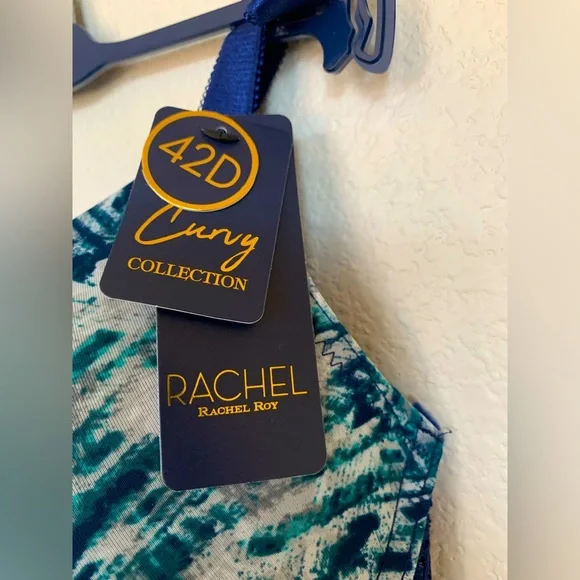 42D
Curvy
COLLECTION
RACHEL
RACHEL ROY